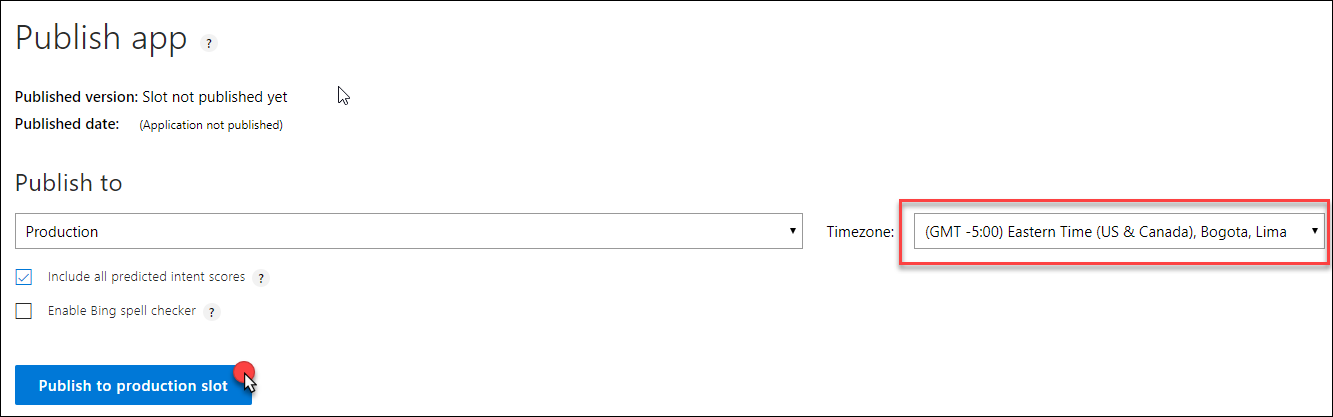 Publish app ?
Published version: Slot not published yet
Published date: (Application not published)
Publish to
Production Timezone: (GMT -5:00) Eastern Time (US & Canada), Bogota, Lima
Include all predicted intent scores ?
Enable Bing spell checker ?
Publish to production slot